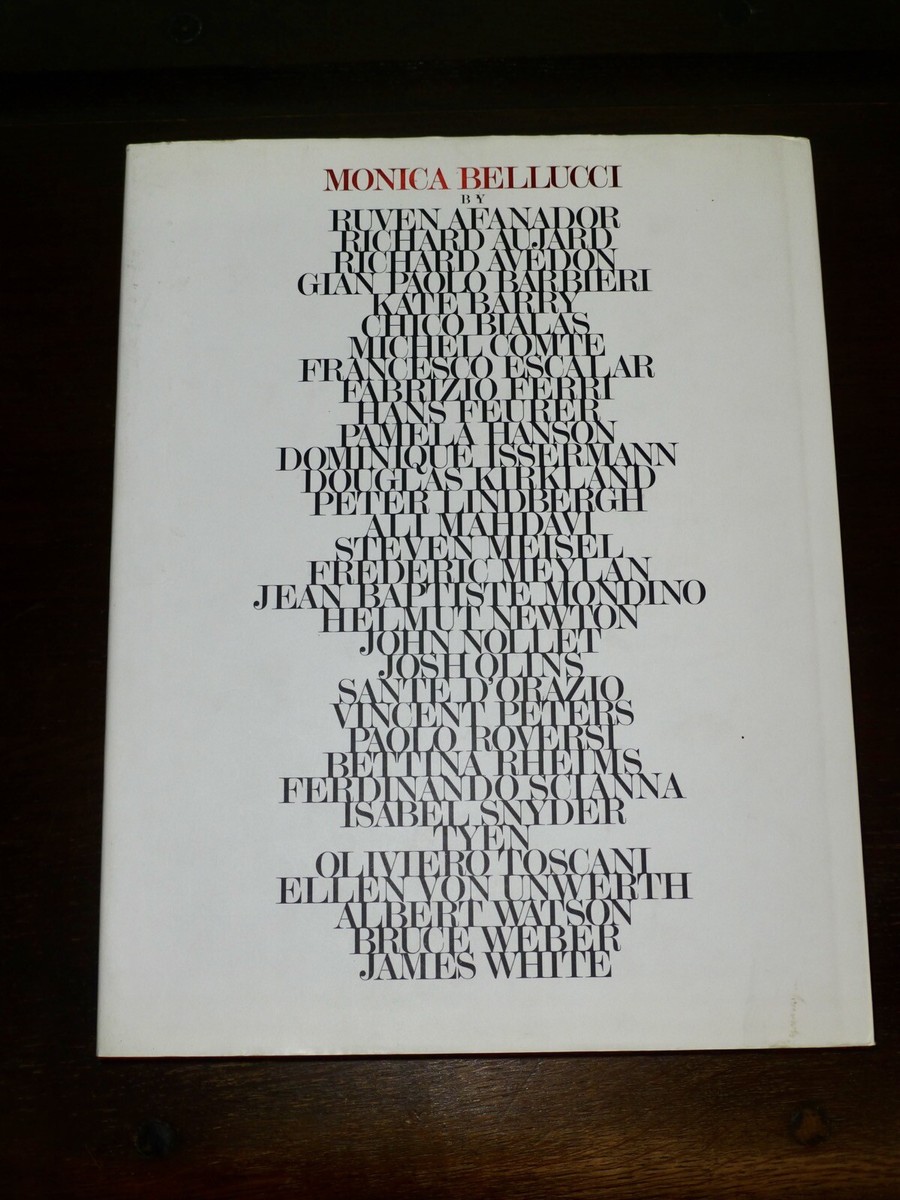 MONICA BELLUCCI
BY
RUVEN AFANADOR
RICHARD AUJARD
RICHARD AVEDON
GIAN PAOLO BARBIERI
KATE BARRY
CHICO BIALAS
MICHEL COMTE
FRANCESCO ESCALAR
FABRIZIO FERRI
HANS FEURER
PAMELA HANSON
DOMINIQUE ISSERMANN
DOUGLAS KIRKLAND
PETER LINDBERGH
ALI MAHDAVI
STEVEN MEISEL
FREDERIC MEYLAN
JEAN BAPTISTE MONDINO
HELMUT NEWTON
JOHN NOLLET
JOSH OLINS
SANTE D'ORAZIO
VINCENT PETERS
PAOLO ROVERSI
BETTINA RHEIMS
FERDINANDO SCIANNA
ISABEL SNYDER
TYEN
OLIVIERO TOSCANI
ELLEN VON UNWERTH
ALBERT WATSON
BRUCE WEBER
JAMES WHITE